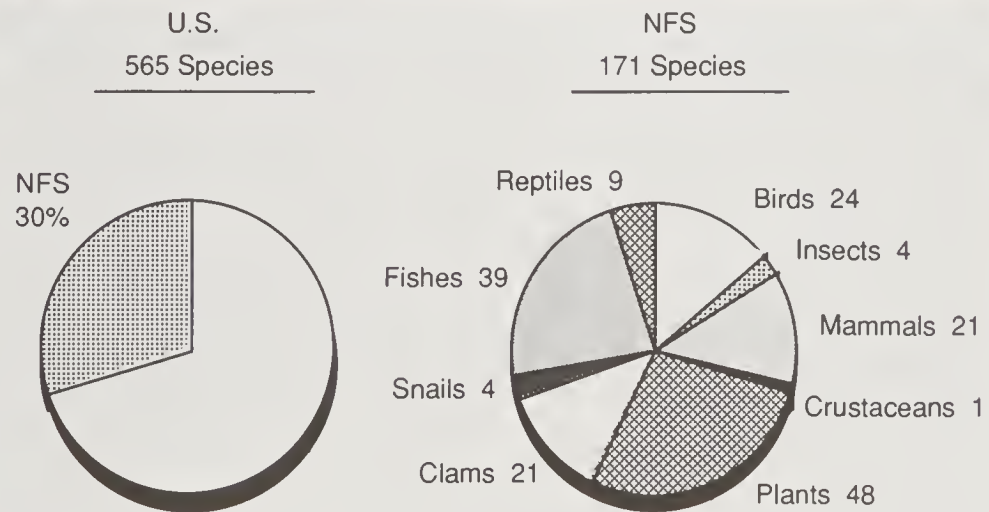 U.S.
565 Species
NFS
171 Species
NFS
30%
Reptiles 9
Birds 24
Insects 4
Fishes 39
Mammals 21
Snails 4
Crustaceans 1
Clams 21
Plants 48